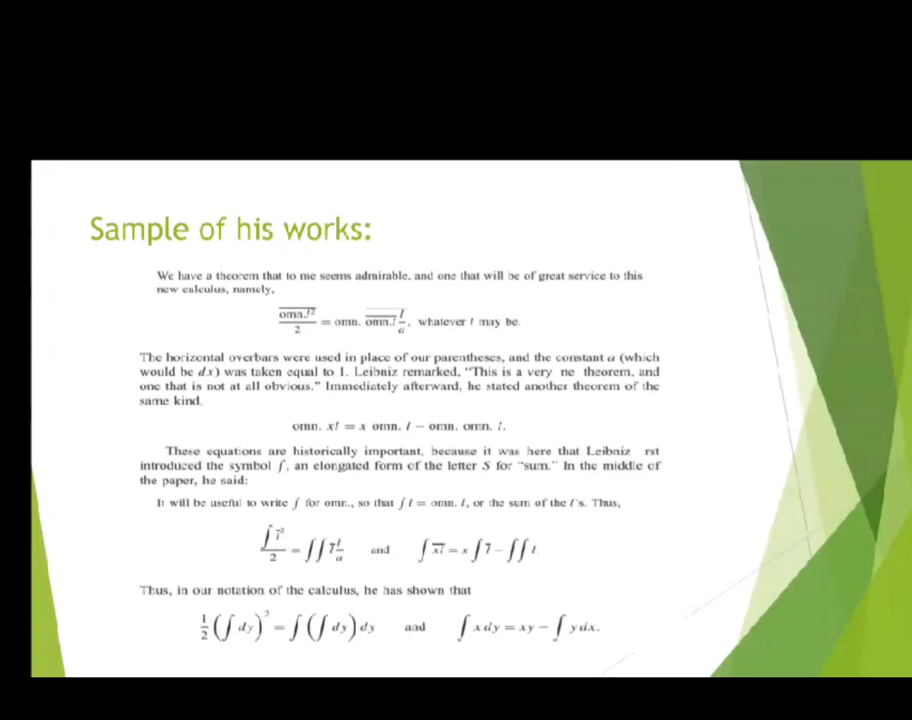 Sample of his works:
We have a theorem that to me seems admirable, and one that will be of great service to this
new calculus, namely,
omn. l² / 2 = omn. omn. l l/a, whatever l may be.
The horizontal overbars were used in place of our parentheses, and the constant a (which
would be dx) was taken equal to 1. Leibniz remarked, “This is a very ne theorem, and
one that is not at all obvious.” Immediately afterward, he stated another theorem of the
same kind.
omn. xl = x omn. l − omn. omn. l.
These equations are historically important, because it was here that Leibniz rst
introduced the symbol ∫, an elongated form of the letter S for “sum.” In the middle of
the paper, he said:
It will be useful to write ∫ for omn., so that ∫ l = omn. l, or the sum of the l’s. Thus,
∫ l² / 2 = ∫∫ l l/a and ∫ xl = x ∫ l − ∫∫ l.
Thus, in our notation of the calculus, he has shown that
1/2 (∫ dy)² = ∫ (∫ dy) dy and ∫ x dy = xy − ∫ y dx.